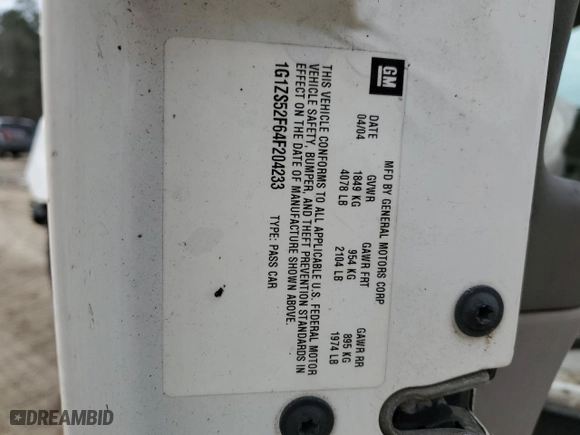 GM
MFD BY GENERAL MOTORS CORP
DATE GVWR GAWR FRT GAWR RR
04/04 1849 KG 954 KG 895 KG
4078 LB 2104 LB 1974 LB
THIS VEHICLE CONFORMS TO ALL APPLICABLE U.S. FEDERAL MOTOR
VEHICLE SAFETY, BUMPER, AND THEFT PREVENTION STANDARDS IN
EFFECT ON THE DATE OF MANUFACTURE SHOWN ABOVE.
1G1ZS52F64F204233 TYPE: PASS CAR
DREAMBID